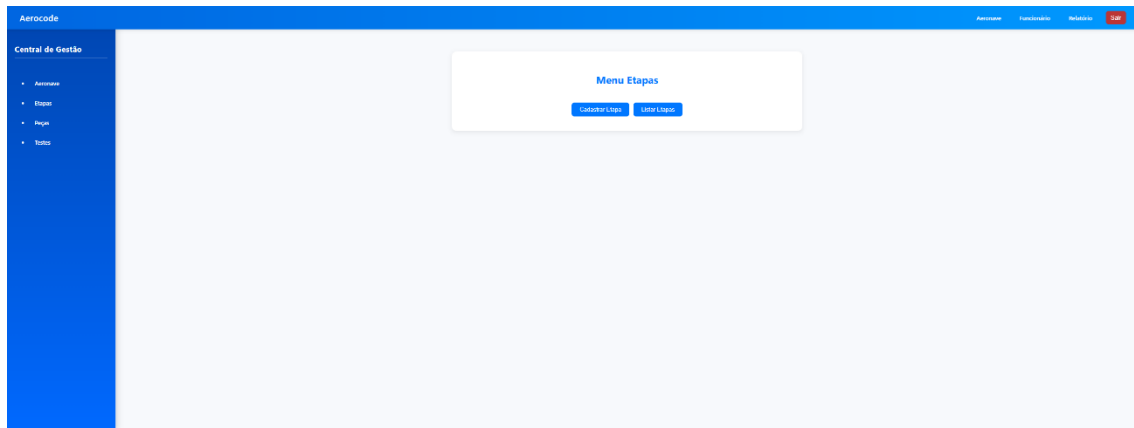 Aerocode
Aeronave Funcionário Relatório Sair
Central de Gestão
Aeronave
Etapas
Peças
Testes
Menu Etapas
Cadastrar Etapa Listar Etapas